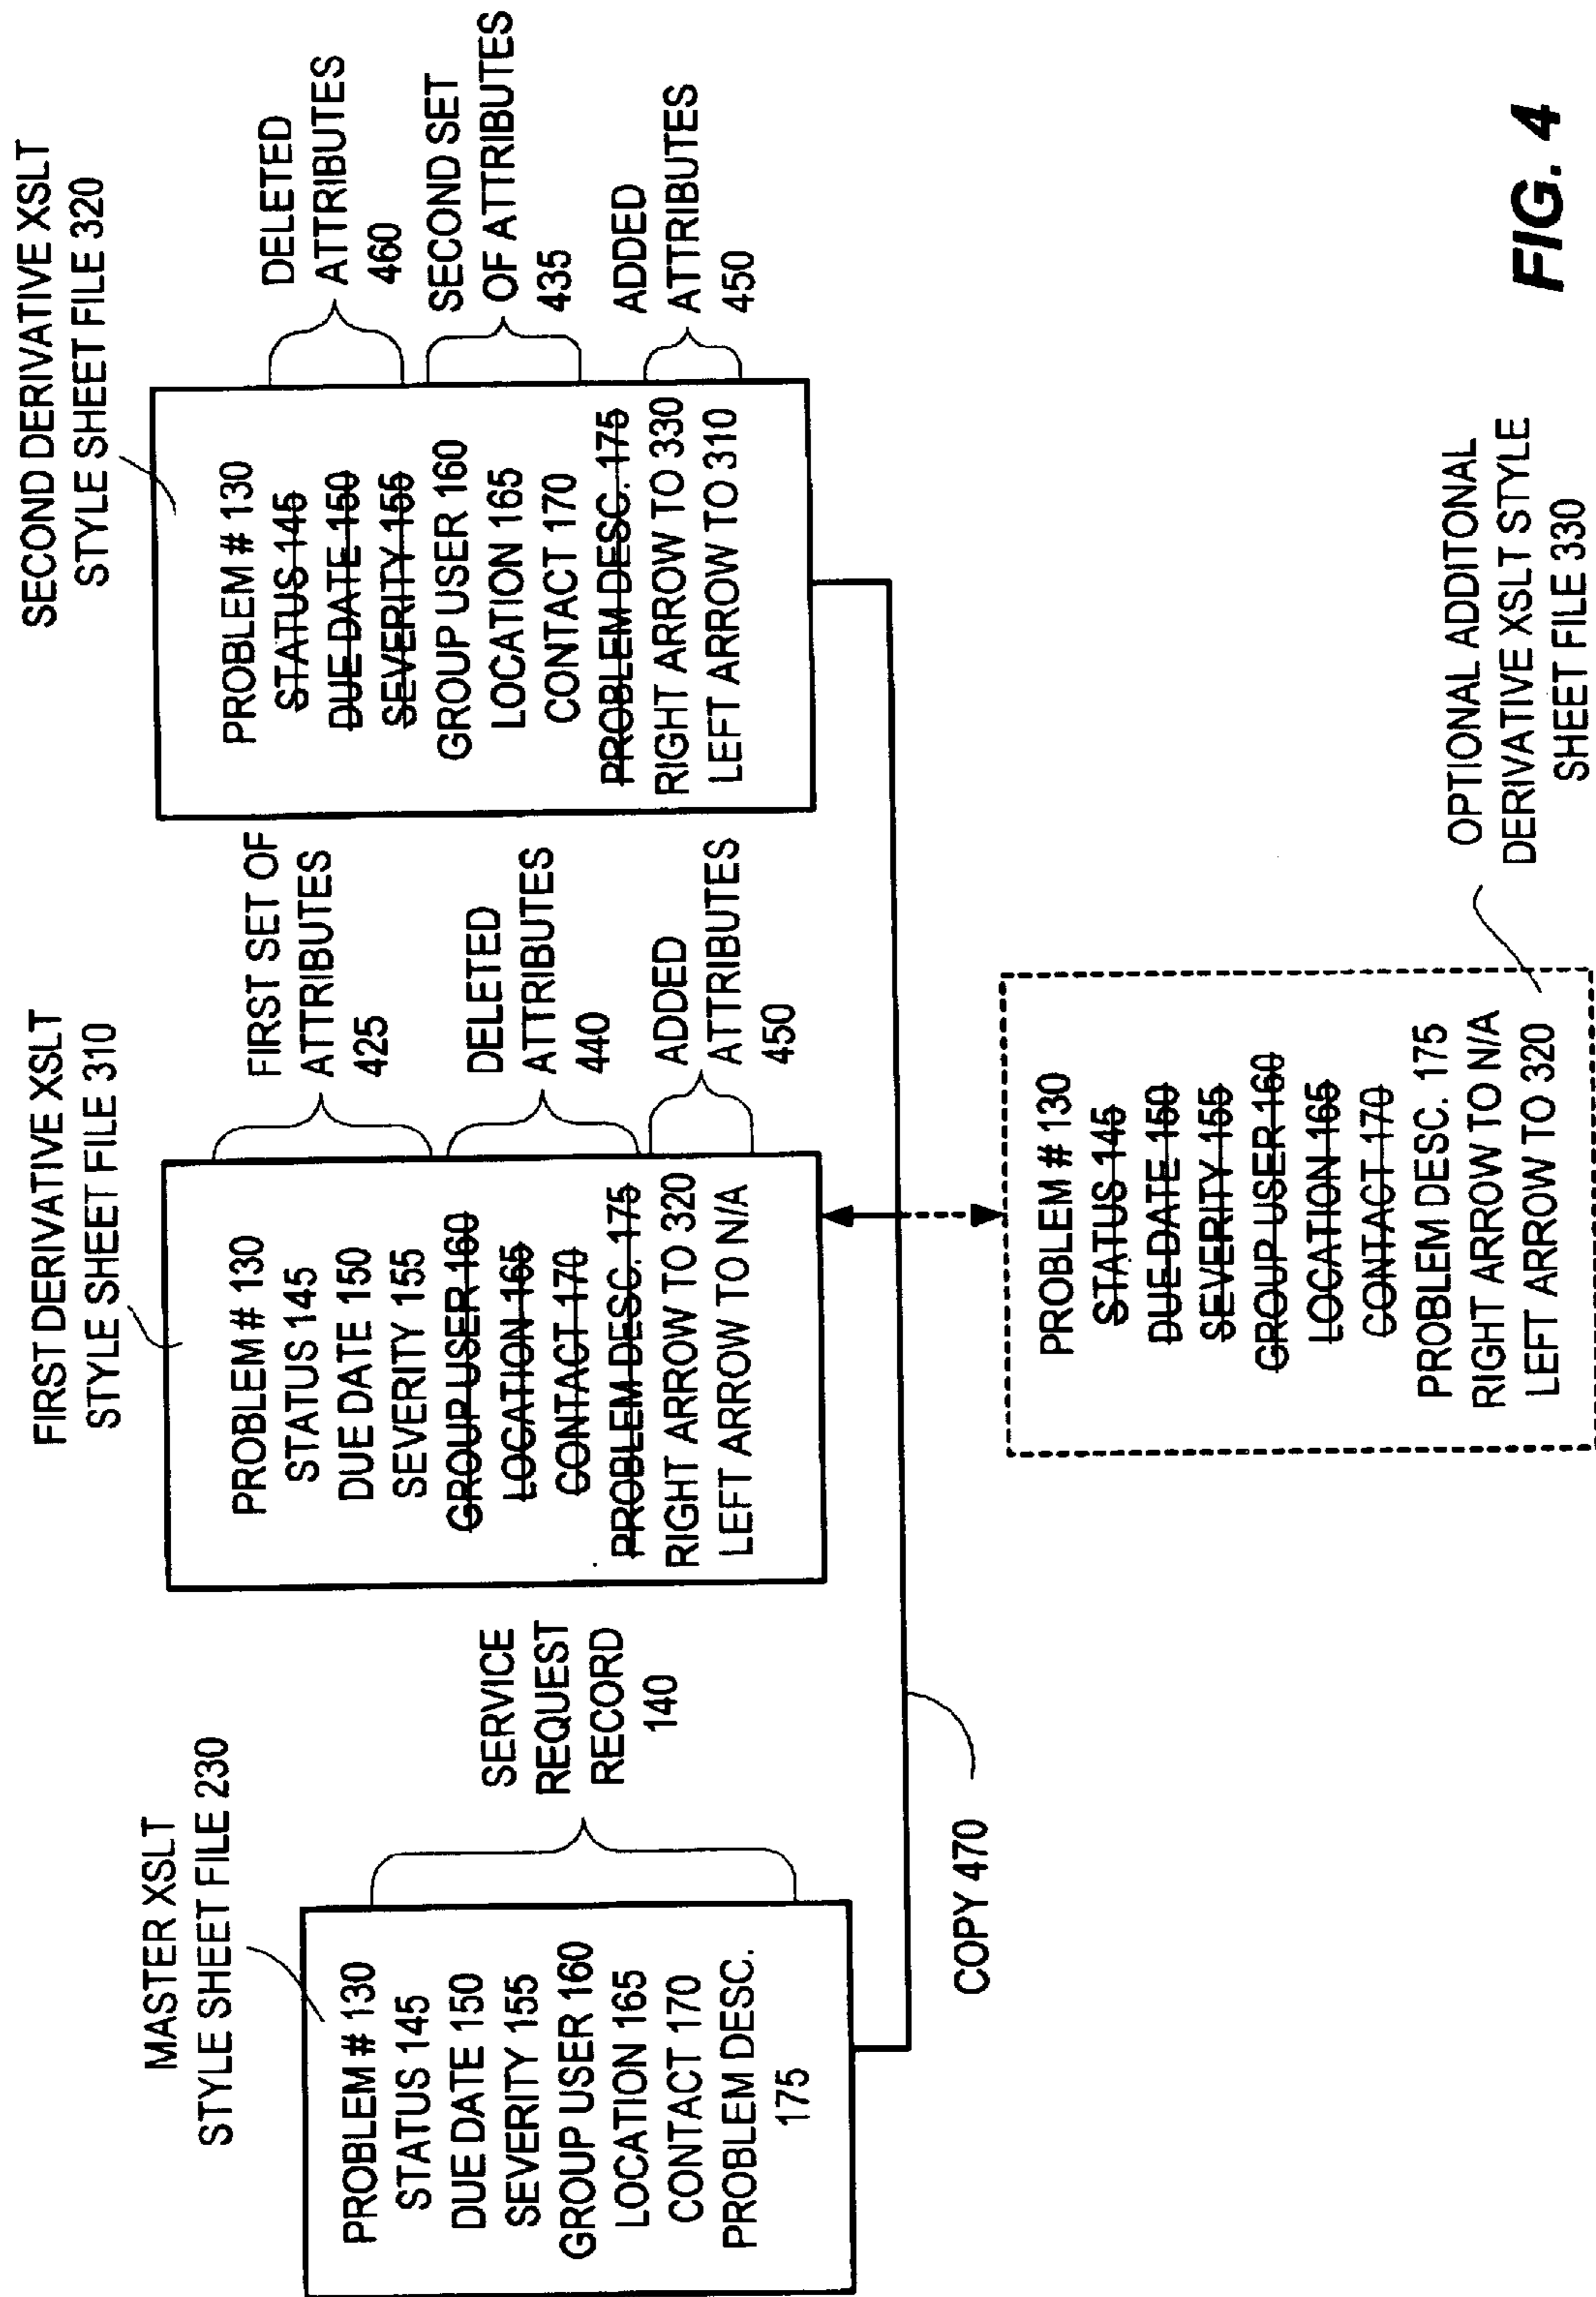 MASTER XSLT
STYLE SHEET FILE 230
PROBLEM # 130
STATUS 145
DUE DATE 150
SEVERITY 155
GROUP USER 160
LOCATION 165
CONTACT 170
PROBLEM DESC.
175
SERVICE
REQUEST
RECORD
140
FIRST DERIVATIVE XSLT
STYLE SHEET FILE 310
PROBLEM # 130
STATUS 145
DUE DATE 150
SEVERITY 155
GROUP USER 160
LOCATION 165
CONTACT 170
PROBLEM DESC. 175
RIGHT ARROW TO 320
LEFT ARROW TO N/A
FIRST SET OF
ATTRIBUTES
425
DELETED
ATTRIBUTES
440
ADDED
ATTRIBUTES
450
SECOND DERIVATIVE XSLT
STYLE SHEET FILE 320
PROBLEM # 130
STATUS 145
DUE DATE 150
SEVERITY 155
GROUP USER 160
LOCATION 165
CONTACT 170
PROBLEM DESC. 175
RIGHT ARROW TO 330
LEFT ARROW TO 310
DELETED
ATTRIBUTES
460
SECOND SET
OF ATTRIBUTES
435
ADDED
ATTRIBUTES
450
COPY 470
PROBLEM # 130
STATUS 145
DUE DATE 150
SEVERITY 155
GROUP USER 160
LOCATION 165
CONTACT 170
PROBLEM DESC. 175
RIGHT ARROW TO N/A
LEFT ARROW TO 320
OPTIONAL ADDITONAL
DERIVATIVE XSLT STYLE
SHEET FILE 330
FIG. 4